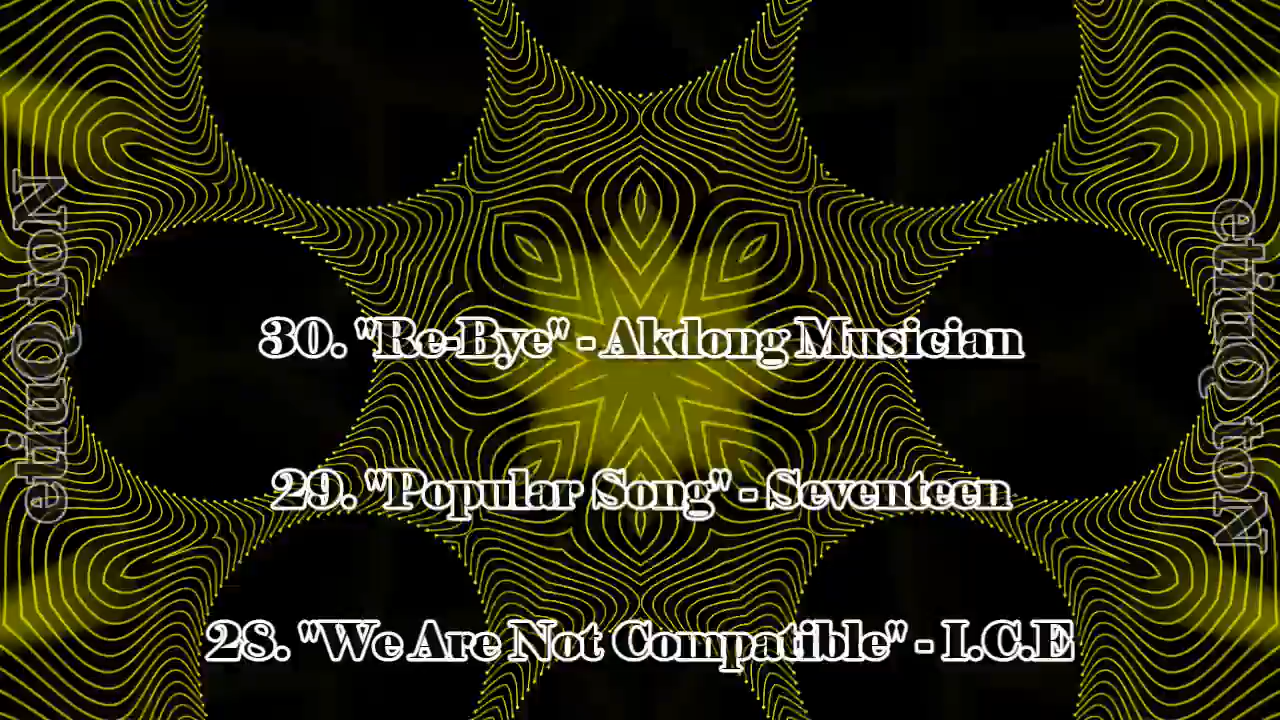 Not Quite
30. "Re-Bye" - Akdong Musician
29. "Popular Song" - Seventeen
28. "We Are Not Compatible" - I.C.E
Not Quite